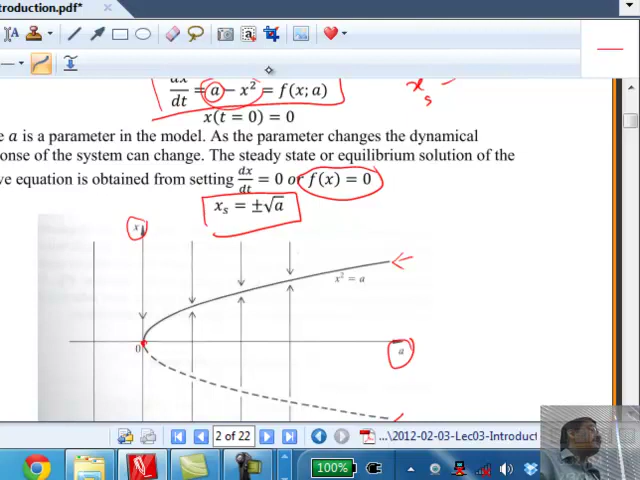 troduction.pdf*
dx/dt = a − x² = f(x; a)
x(t = 0) = 0
x_s
e a is a parameter in the model. As the parameter changes the dynamical
onse of the system can change. The steady state or equilibrium solution of the
ve equation is obtained from setting dx/dt = 0 or f(x) = 0
x_s = ±√a
x
x² = a
0
a
2 of 22
...\2012-02-03-Lec03-Introduct
100%